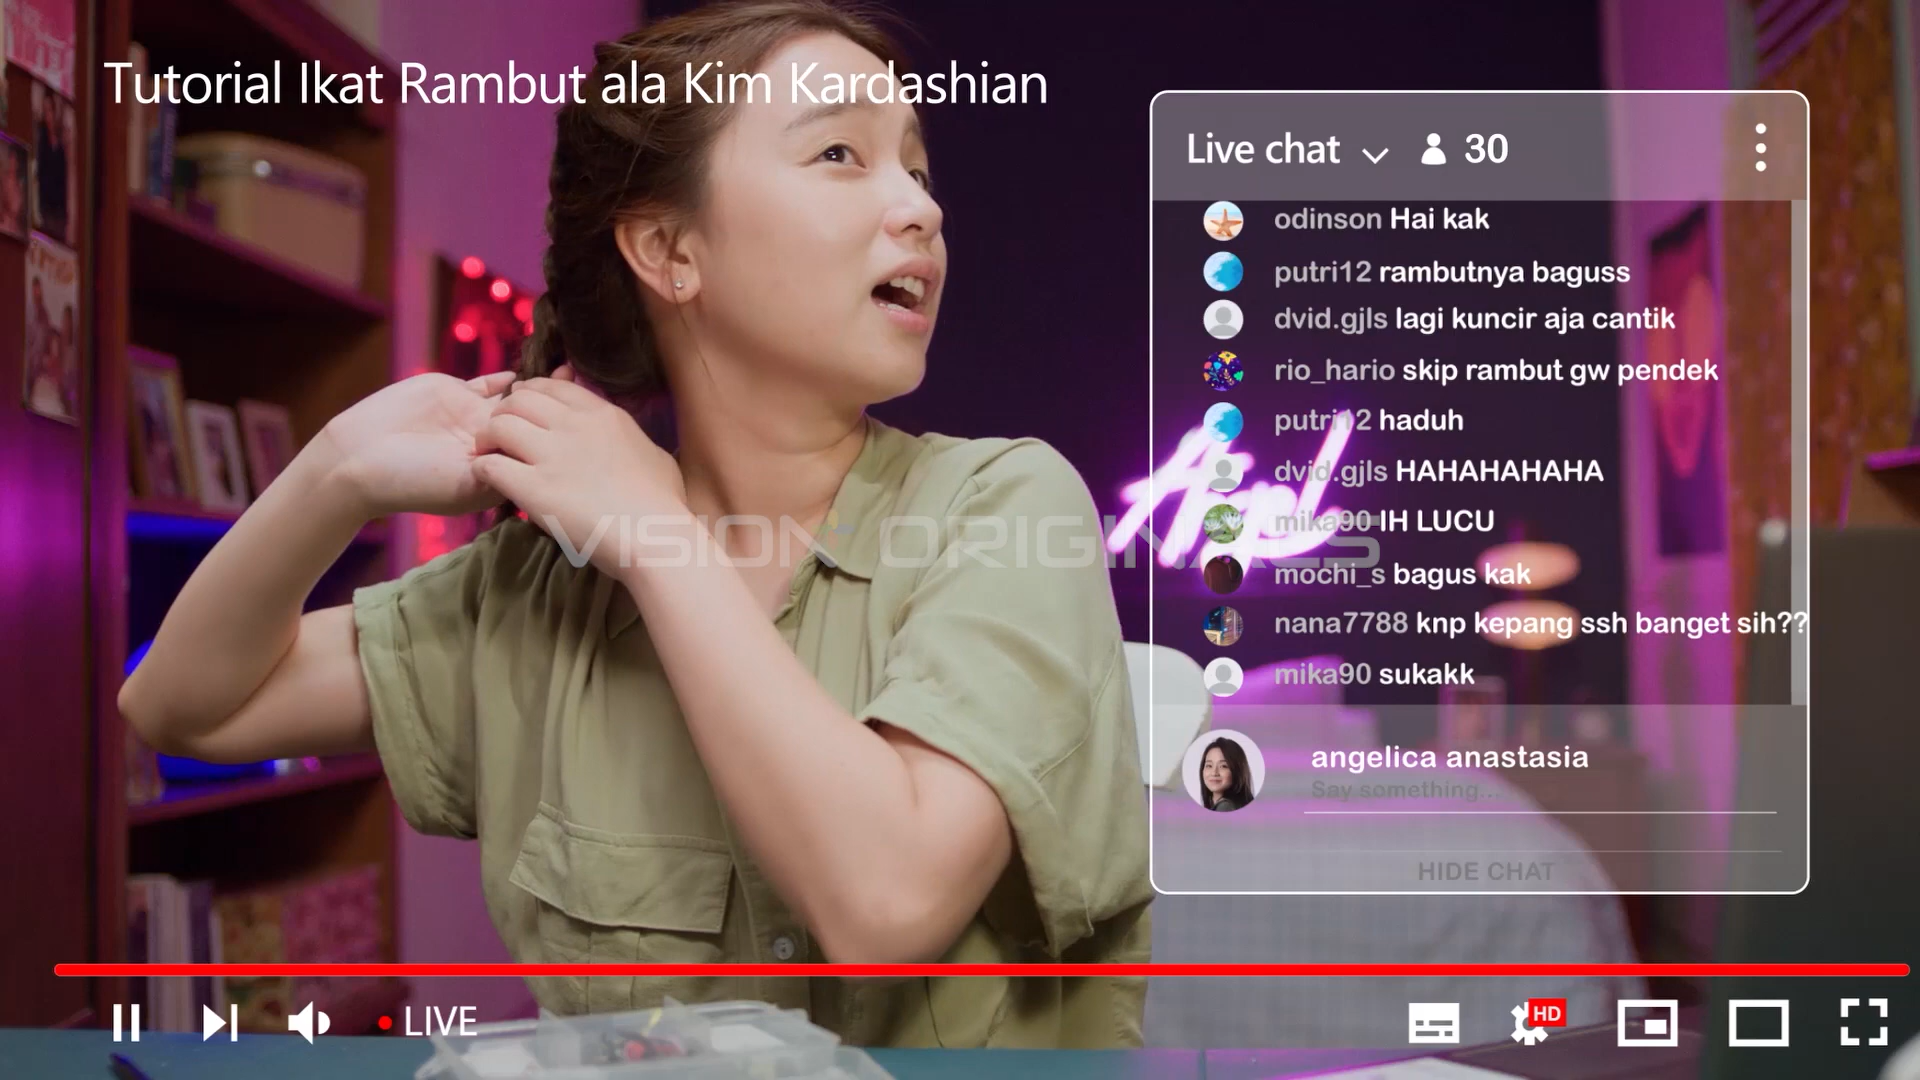 Tutorial Ikat Rambut ala Kim Kardashian
Live chat 30
odinson Hai kak
putri12 rambutnya baguss
dvid.gjls lagi kuncir aja cantik
rio_hario skip rambut gw pendek
putri12 haduh
dvid.gjls HAHAHAHAHA
mika90 IH LUCU
mochi_s bagus kak
nana7788 knp kepang ssh banget sih??
mika90 sukakk
angelica anastasia
Say something...
HIDE CHAT
VISION ORIGINALS
LIVE
HD